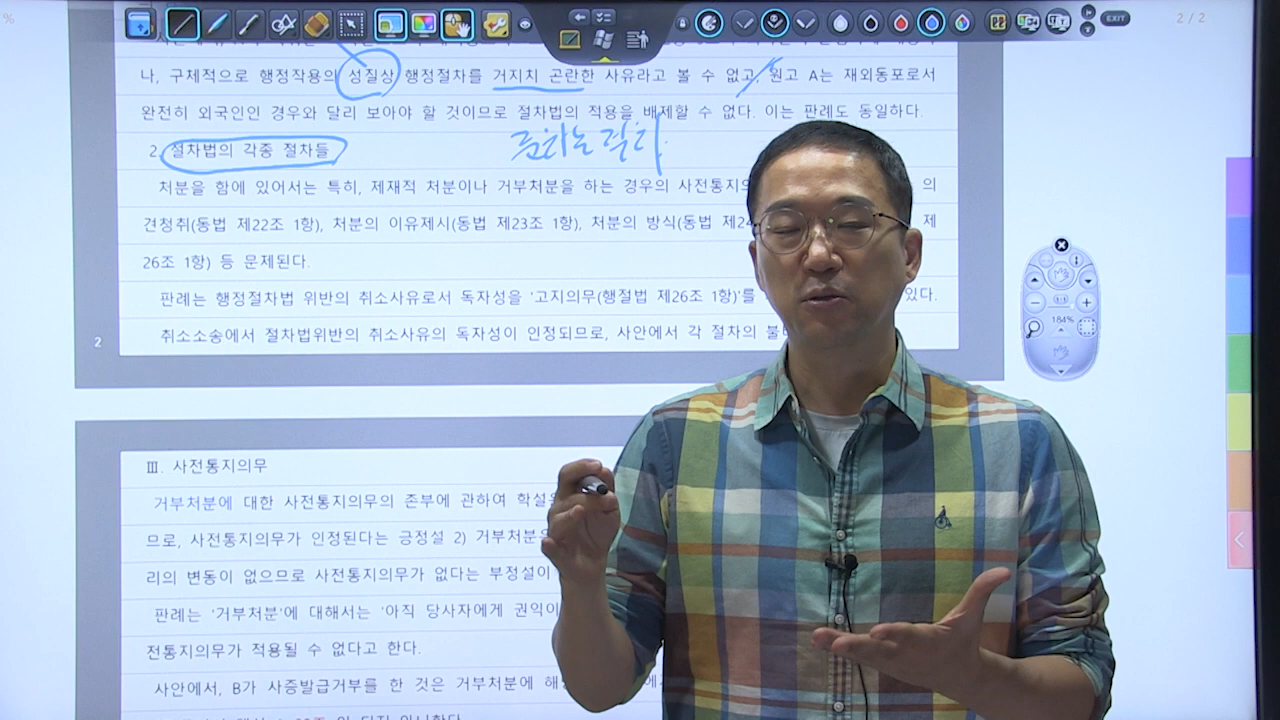 %
EXIT
2 / 2
나, 구체적으로 행정작용의 성질상 행정절차를 거지치 곤란한 사유라고 볼 수 없고, 원고 A는 재외동포로서
완전히 외국인인 경우와 달리 보아야 할 것이므로 절차법의 적용을 배제할 수 없다. 이는 판례도 동일하다.
2. 절차법의 각종 절차들
처분을 함에 있어서는 특히, 제재적 처분이나 거부처분을 하는 경우의 사전통지의 의
견청취(동법 제22조 1항), 처분의 이유제시(동법 제23조 1항), 처분의 방식(동법 제24 제
26조 1항) 등 문제된다.
판례는 행정절차법 위반의 취소사유로서 독자성을 '고지의무(행절법 제26조 1항)'를 있다.
취소소송에서 절차법위반의 취소사유의 독자성이 인정되므로, 사안에서 각 절차의
2
184%
Ⅲ. 사전통지의무
거부처분에 대한 사전통지의무의 존부에 관하여
므로, 사전통지의무가 인정된다는 긍정설 2) 거부처분은
리의 변동이 없으므로 사전통지의무가 없다는 부정설이
판례는 '거부처분'에 대해서는 '아직 당사자에게 권익이
전통지의무가 적용될 수 없다고 한다.
사안에서, B가 사증발급거부를 한 것은 거부처분에